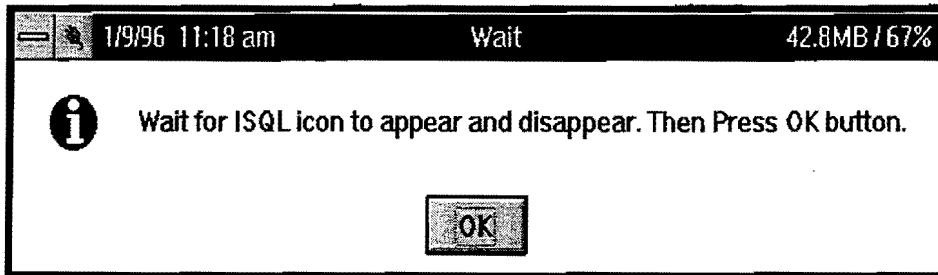 1/9/96 11:18 am Wait 42.8MB / 67%
Wait for ISQL icon to appear and disappear. Then Press OK button.
OK